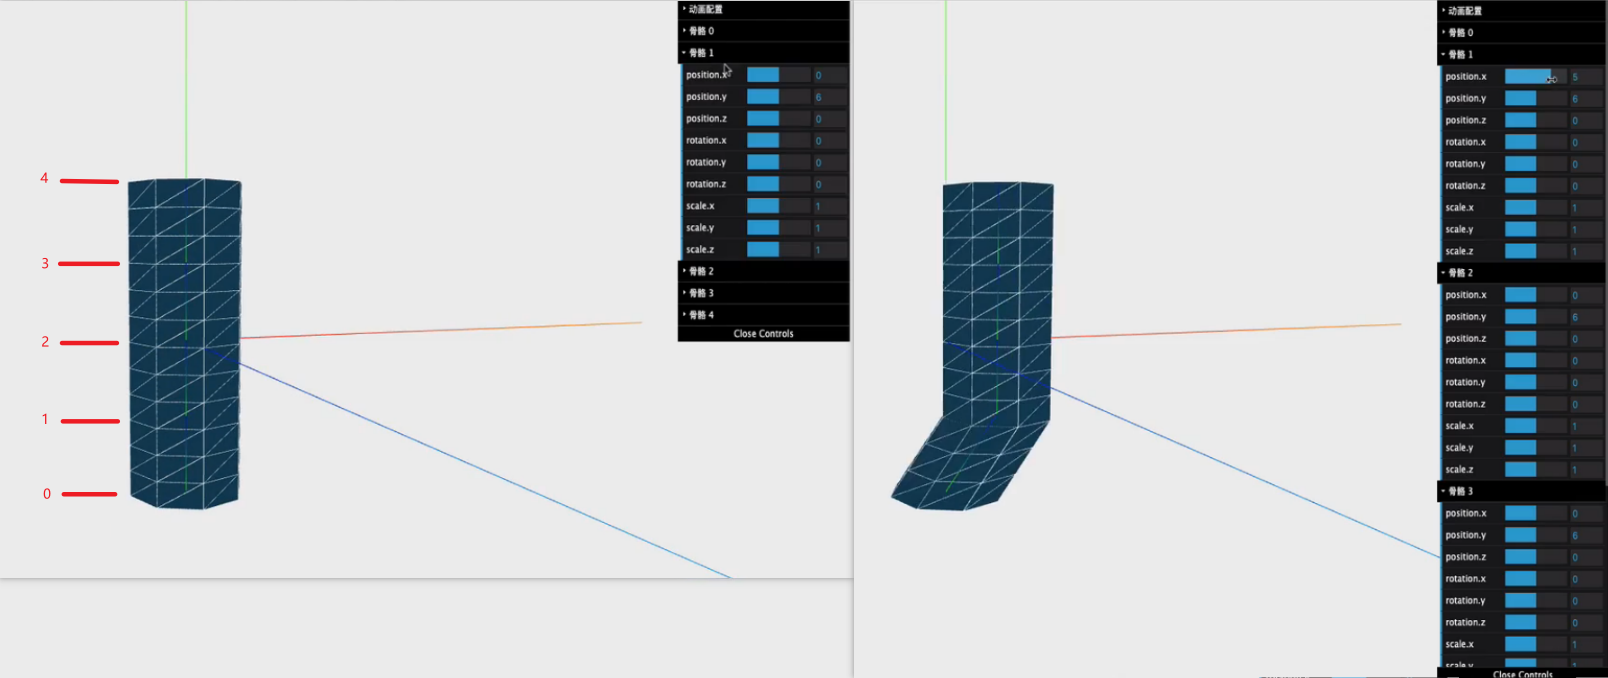 4
3
2
1
0
动画配置
骨骼 0
骨骼 1
position.x 0
position.y 6
position.z 0
rotation.x 0
rotation.y 0
rotation.z 0
scale.x 1
scale.y 1
scale.z 1
骨骼 2
骨骼 3
骨骼 4
Close Controls
动画配置
骨骼 0
骨骼 1
position.x 5
position.y 6
position.z 0
rotation.x 0
rotation.y 0
rotation.z 0
scale.x 1
scale.y 1
scale.z 1
骨骼 2
position.x 0
position.y 6
position.z 0
rotation.x 0
rotation.y 0
rotation.z 0
scale.x 1
scale.y 1
scale.z 1
骨骼 3
position.x 0
position.y 6
position.z 0
rotation.x 0
rotation.y 0
rotation.z 0
scale.x 1
scale.y 1
Close Controls